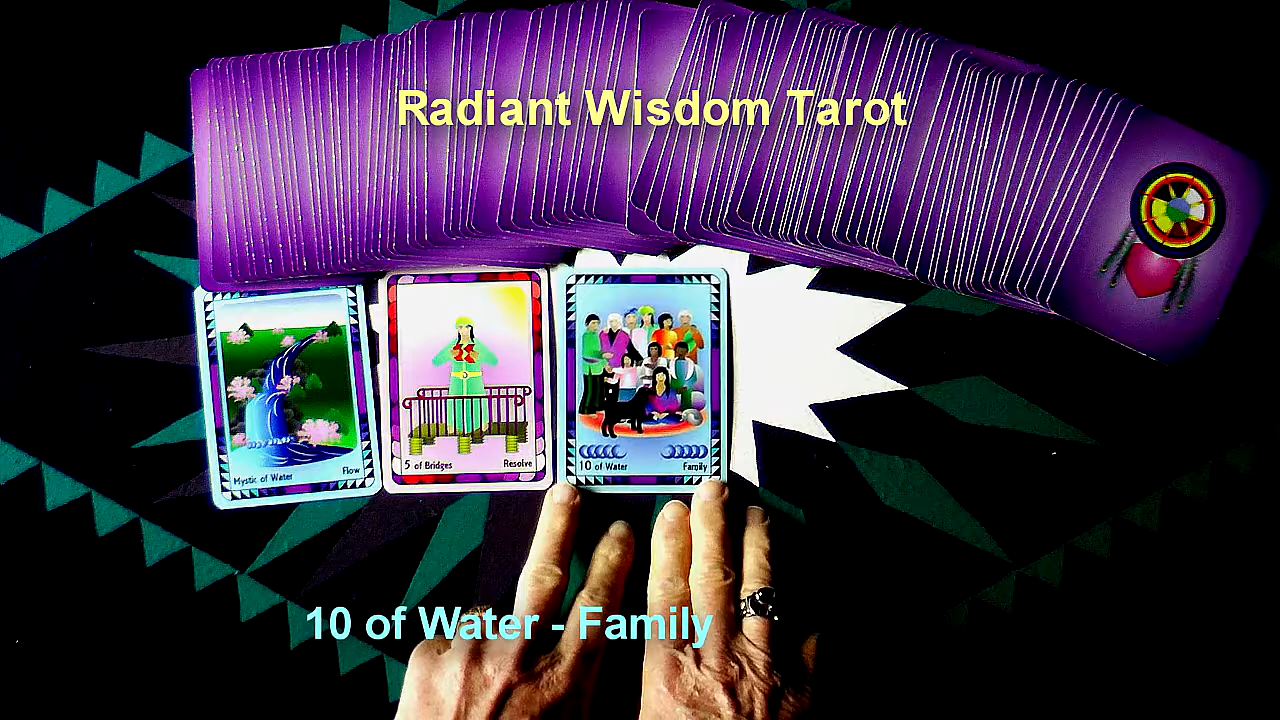 Radiant Wisdom Tarot
Mystic of Water Flow
5 of Bridges Resolve
10 of Water Family
10 of Water - Family